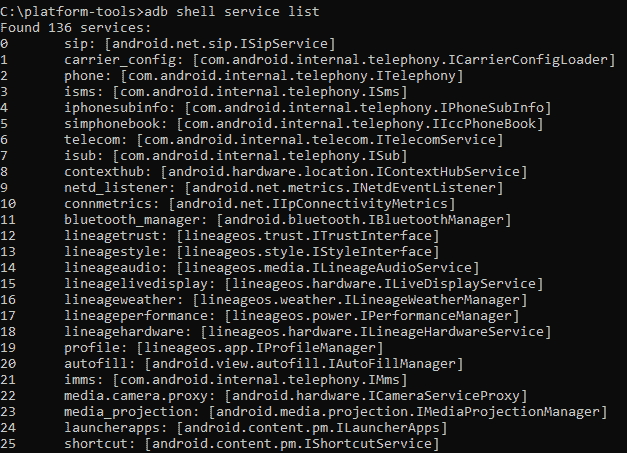 C:\platform-tools>adb shell service list
Found 136 services:
0 sip: [android.net.sip.ISipService]
1 carrier_config: [com.android.internal.telephony.ICarrierConfigLoader]
2 phone: [com.android.internal.telephony.ITelephony]
3 isms: [com.android.internal.telephony.ISms]
4 iphonesubinfo: [com.android.internal.telephony.IPhoneSubInfo]
5 simphonebook: [com.android.internal.telephony.IIccPhoneBook]
6 telecom: [com.android.internal.telecom.ITelecomService]
7 isub: [com.android.internal.telephony.ISub]
8 contexthub: [android.hardware.location.IContextHubService]
9 netd_listener: [android.net.metrics.INetdEventListener]
10 connmetrics: [android.net.IIpConnectivityMetrics]
11 bluetooth_manager: [android.bluetooth.IBluetoothManager]
12 lineagetrust: [lineageos.trust.ITrustInterface]
13 lineagestyle: [lineageos.style.IStyleInterface]
14 lineageaudio: [lineageos.media.ILineageAudioService]
15 lineagelivedisplay: [lineageos.hardware.ILiveDisplayService]
16 lineageweather: [lineageos.weather.ILineageWeatherManager]
17 lineageperformance: [lineageos.power.IPerformanceManager]
18 lineagehardware: [lineageos.hardware.ILineageHardwareService]
19 profile: [lineageos.app.IProfileManager]
20 autofill: [android.view.autofill.IAutoFillManager]
21 imms: [com.android.internal.telephony.IMms]
22 media.camera.proxy: [android.hardware.ICameraServiceProxy]
23 media_projection: [android.media.projection.IMediaProjectionManager]
24 launcherapps: [android.content.pm.ILauncherApps]
25 shortcut: [android.content.pm.IShortcutService]